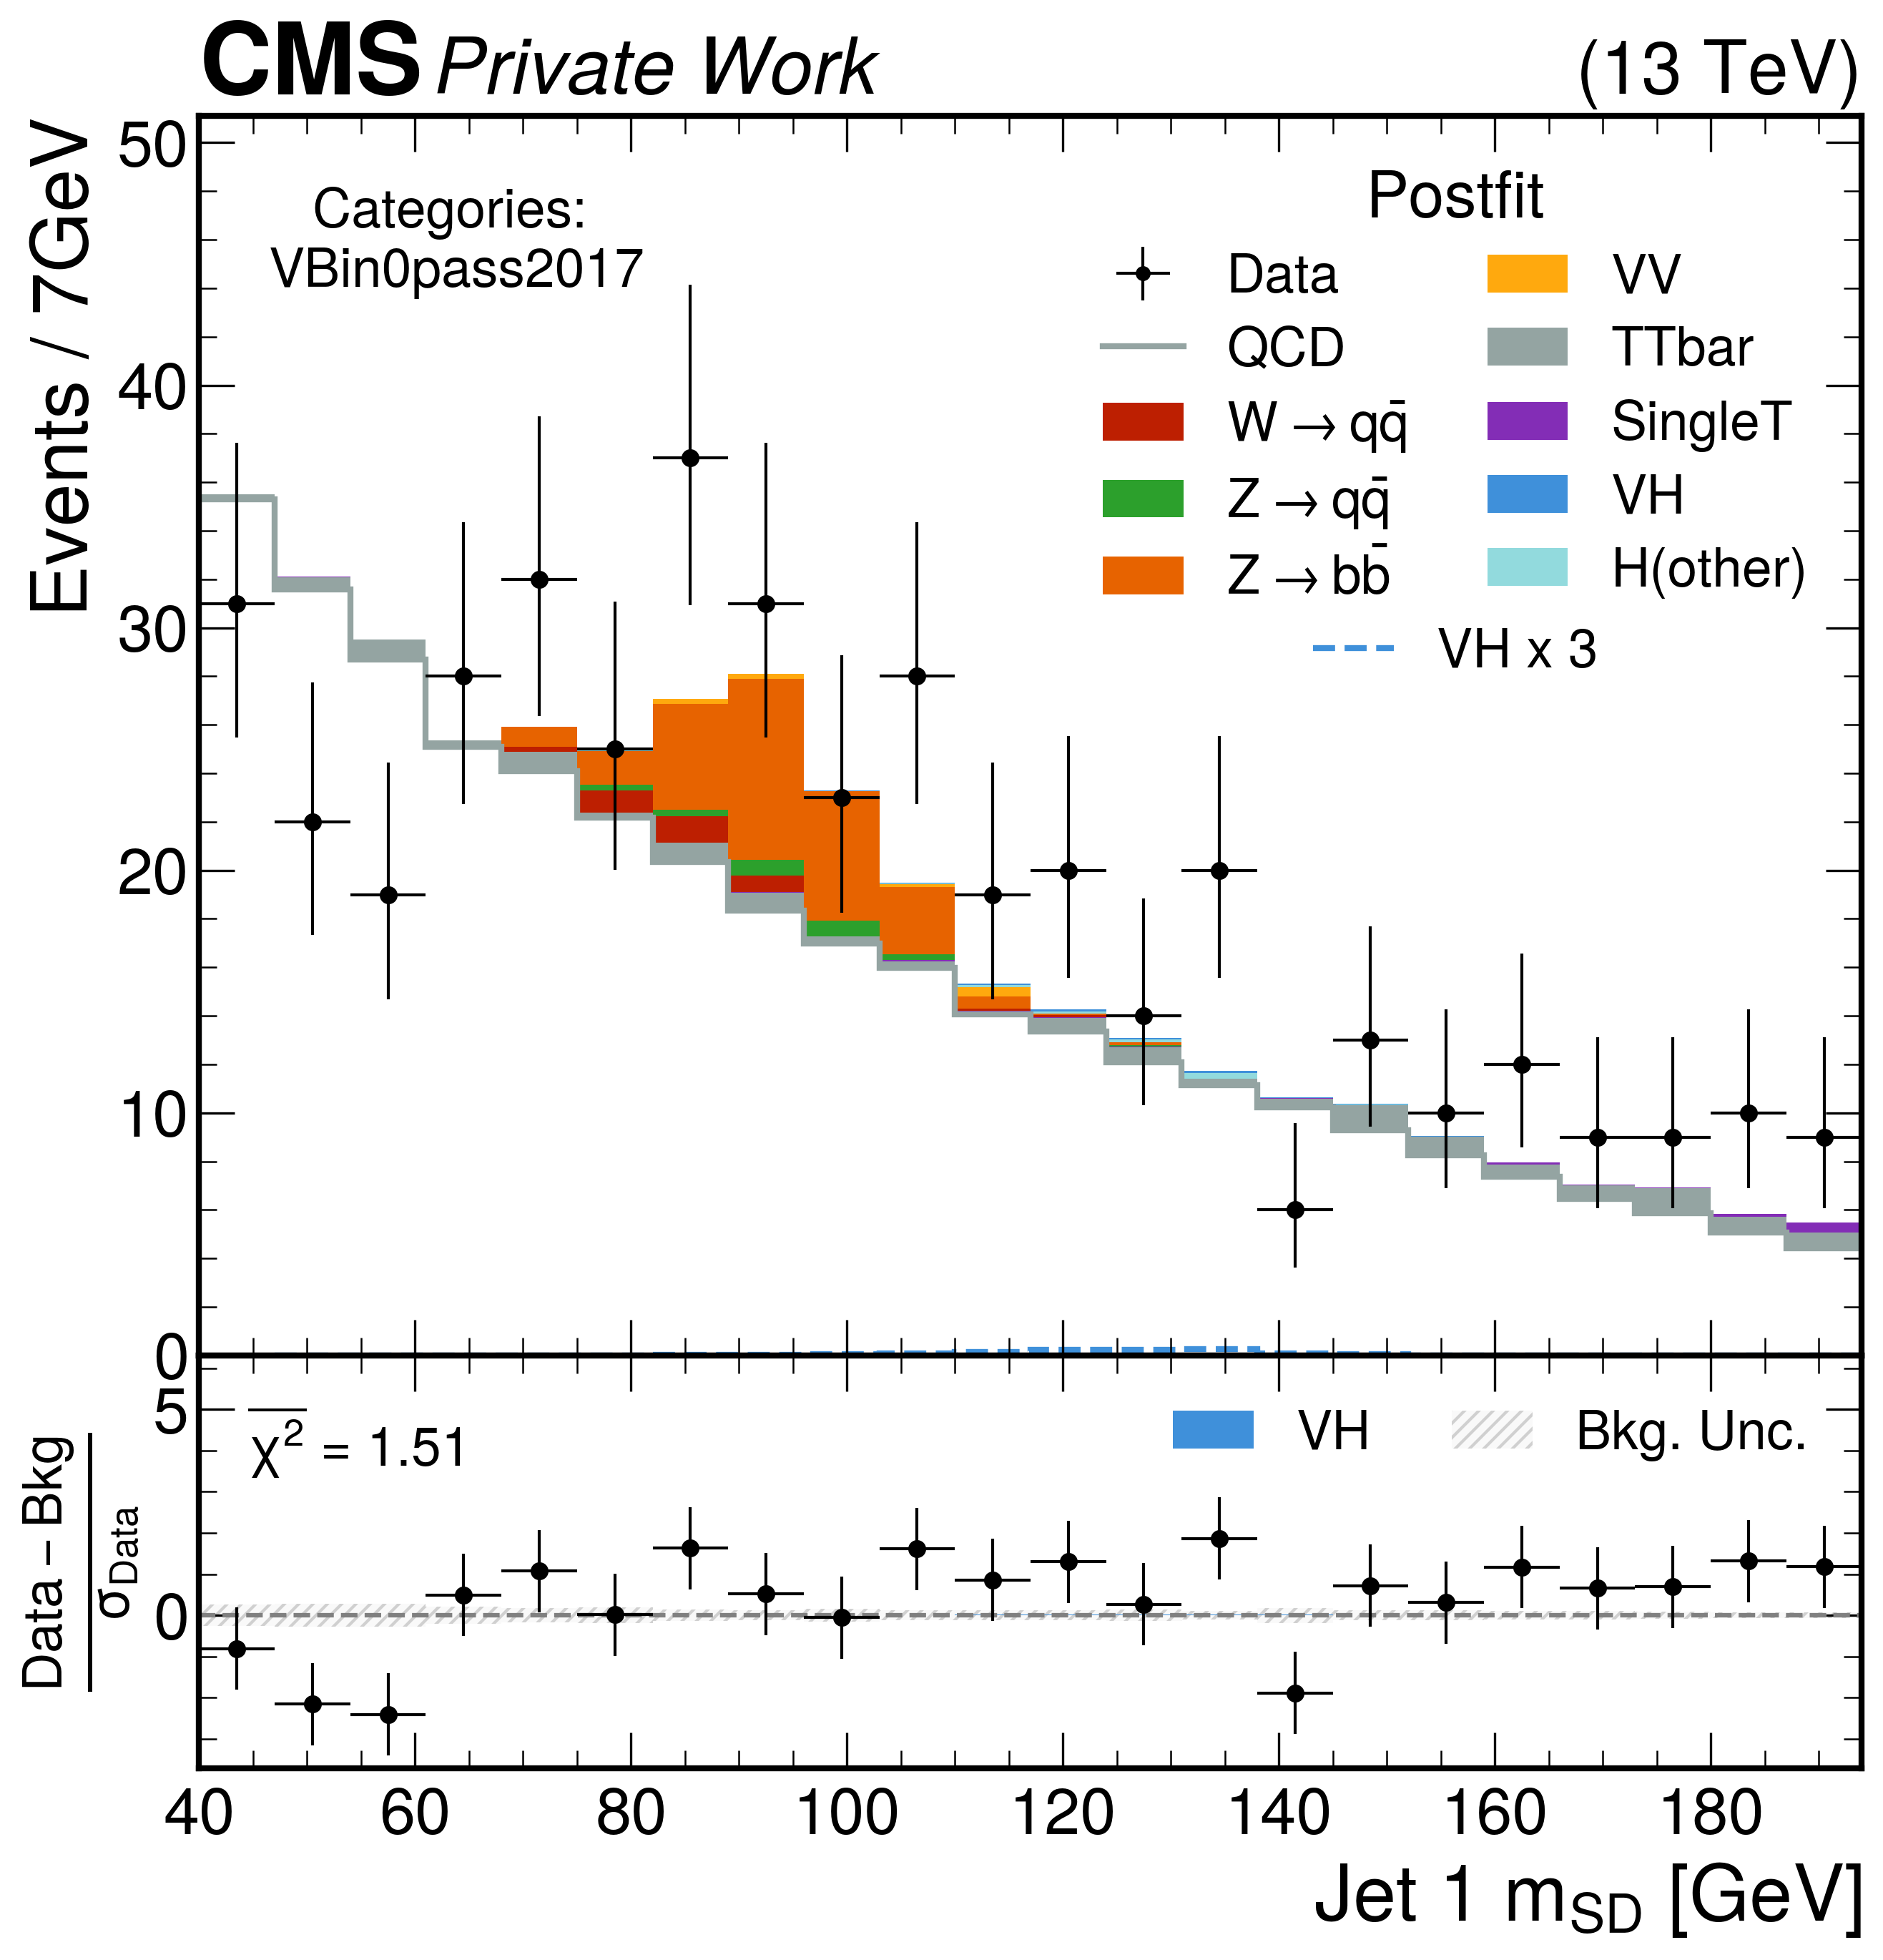 CMS Private Work (13 TeV)
Events / 7GeV
50
40
30
20
10
0
Categories:
VBin0pass2017
Postfit
Data
QCD
W → qq̄
Z → qq̄
Z → bb̄
VV
TTbar
SingleT
VH
H(other)
VH x 3
Data − Bkg
σData
5
0
χ² = 1.51
VH
Bkg. Unc.
40 60 80 100 120 140 160 180
Jet 1 mSD [GeV]